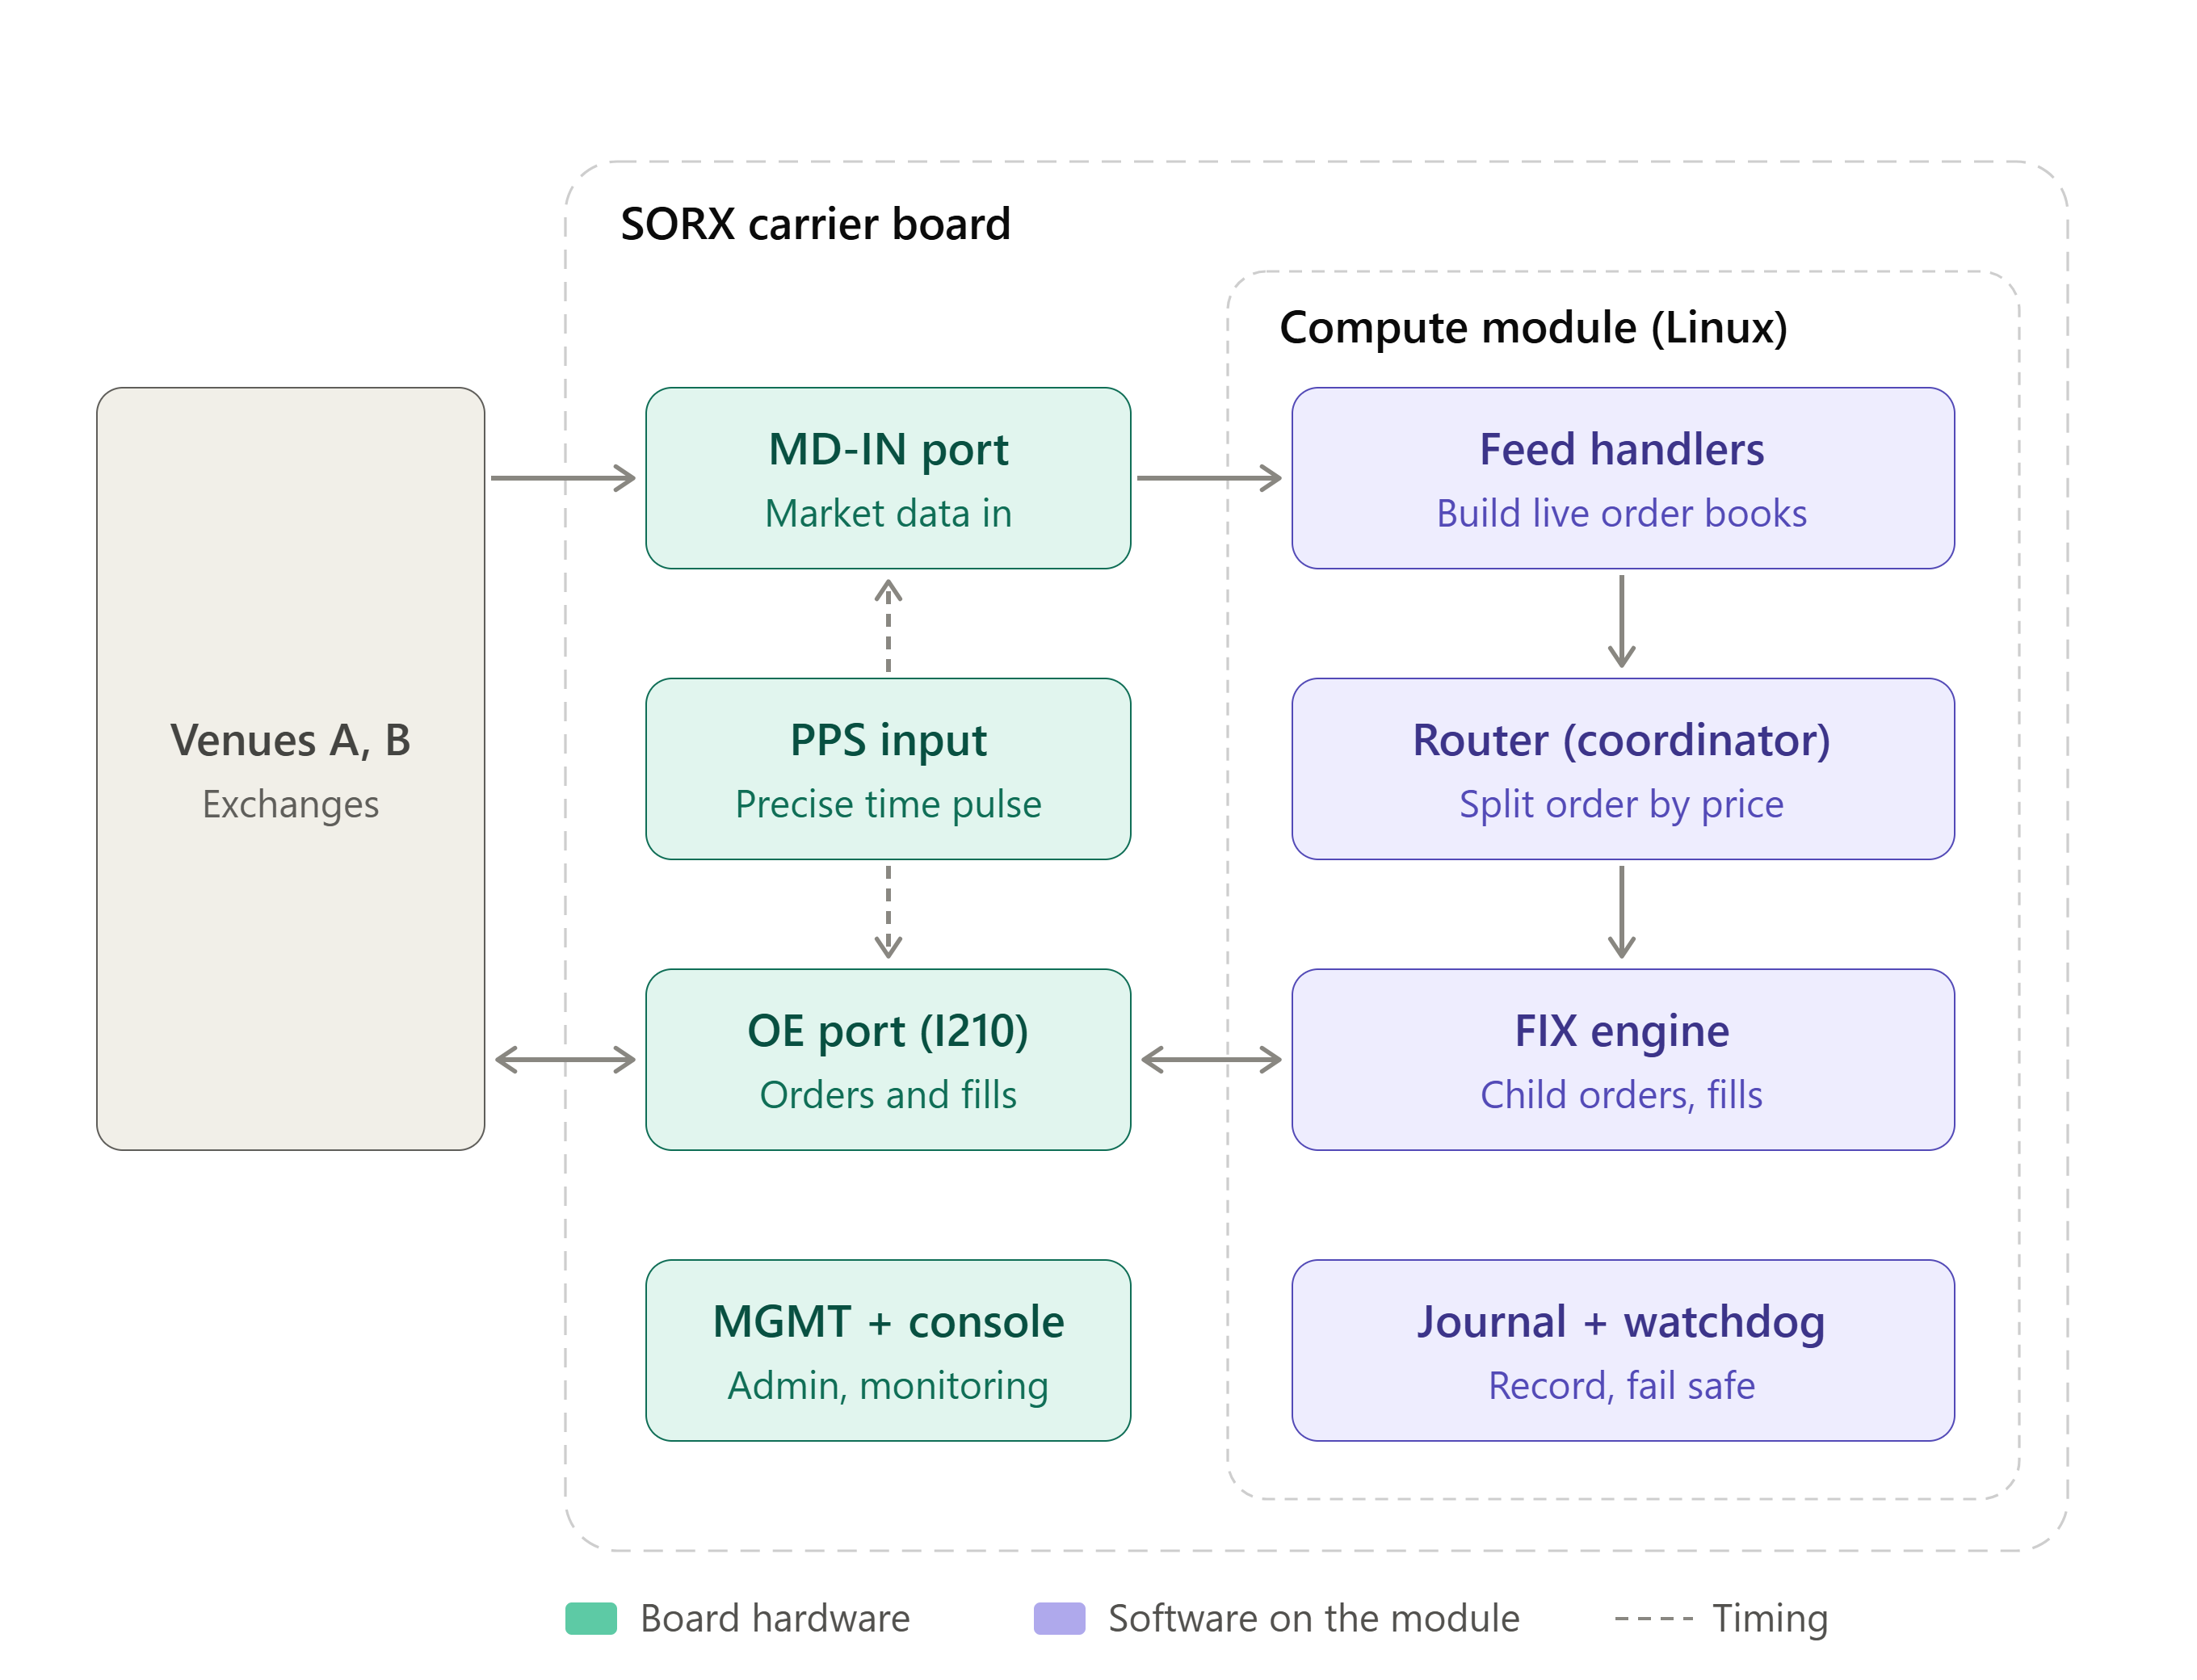 SORX carrier board
Compute module (Linux)
Venues A, B
Exchanges
MD-IN port
Market data in
Feed handlers
Build live order books
PPS input
Precise time pulse
Router (coordinator)
Split order by price
OE port (I210)
Orders and fills
FIX engine
Child orders, fills
MGMT + console
Admin, monitoring
Journal + watchdog
Record, fail safe
Board hardware
Software on the module
Timing